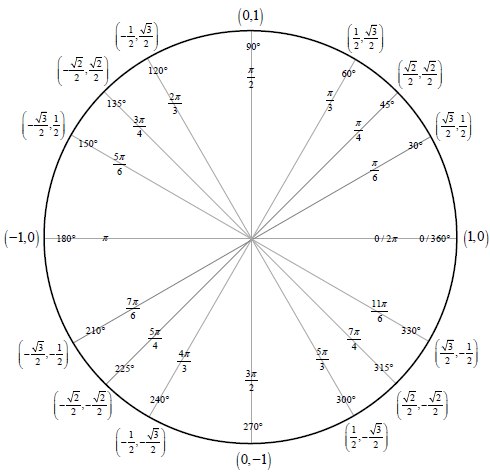 (0,1)
(-1/2, √3/2)
(1/2, √3/2)
90°
(-√2/2, √2/2)
120°
60°
(√2/2, √2/2)
π/2
135°
2π/3
π/3
45°
(-√3/2, 1/2)
3π/4
π/4
(√3/2, 1/2)
150°
30°
5π/6
π/6
(-1,0)
180°
π
0/2π
0/360°
(1,0)
7π/6
11π/6
210°
5π/4
7π/4
330°
(-√3/2, -1/2)
4π/3
5π/3
(√3/2, -1/2)
225°
3π/2
315°
(-√2/2, -√2/2)
240°
300°
(√2/2, -√2/2)
270°
(-1/2, -√3/2)
(1/2, -√3/2)
(0,-1)